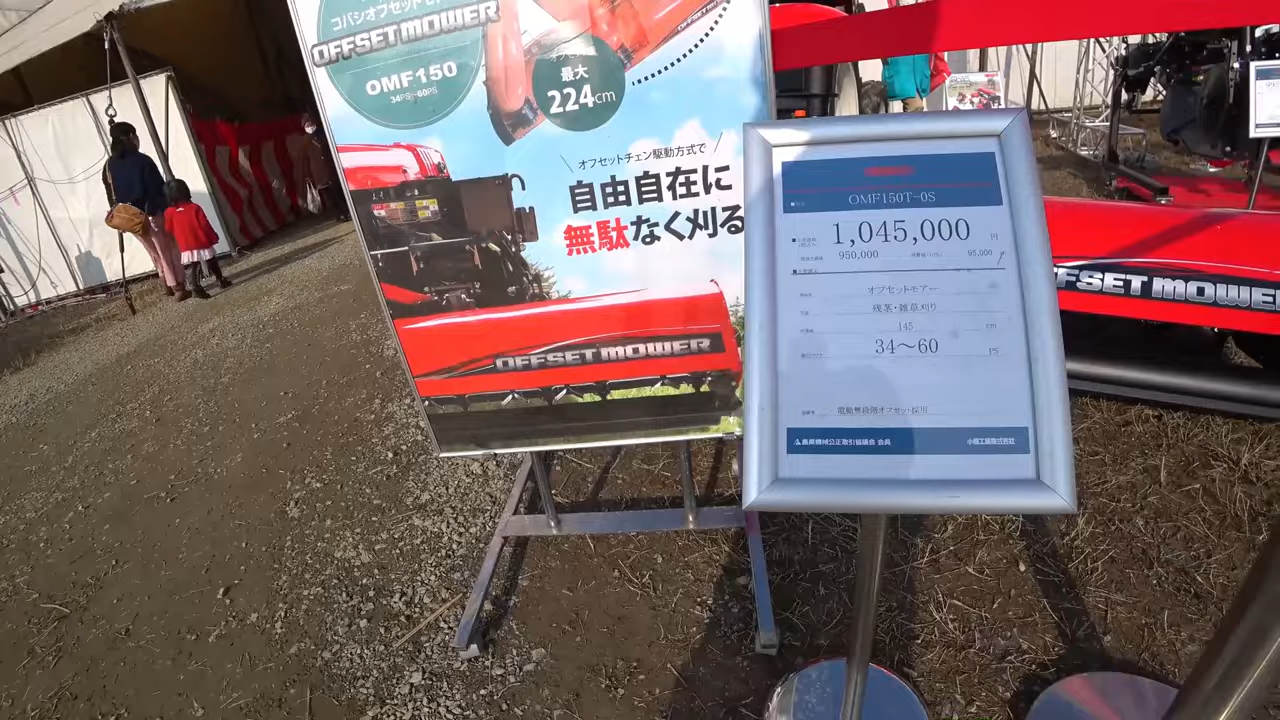 コバシオフセットモ
OFFSET MOWER
OMF150
34PS~60PS
最大
224cm
OFFSET MOWER
オフセットチェン駆動方式で
自由自在に
無駄なく刈る
OFFSET MOWER
OMF150T-0S
1,045,000 円
950,000
95,000
オフセットモアー
残茎・雑草刈り
145 cm
34〜60 PS
電動無段階オフセット採用
農業機械公正取引協議会 会員
小橋工業株式会社
FSET MOWER